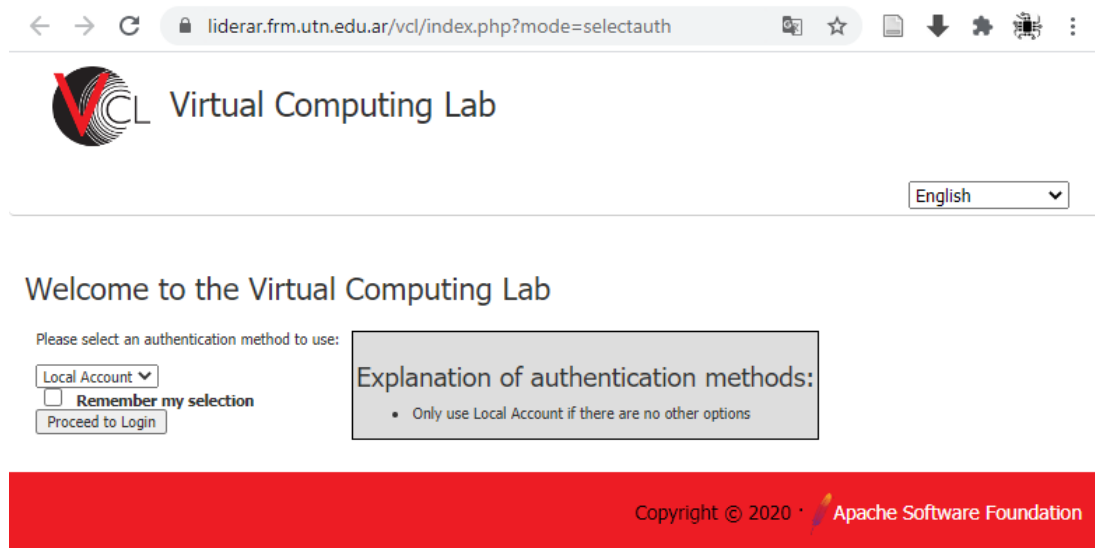 liderar.frm.utn.edu.ar/vcl/index.php?mode=selectauth
VCL Virtual Computing Lab
English
Welcome to the Virtual Computing Lab
Please select an authentication method to use:
Local Account
Remember my selection
Proceed to Login
Explanation of authentication methods:
• Only use Local Account if there are no other options
Copyright © 2020 · Apache Software Foundation